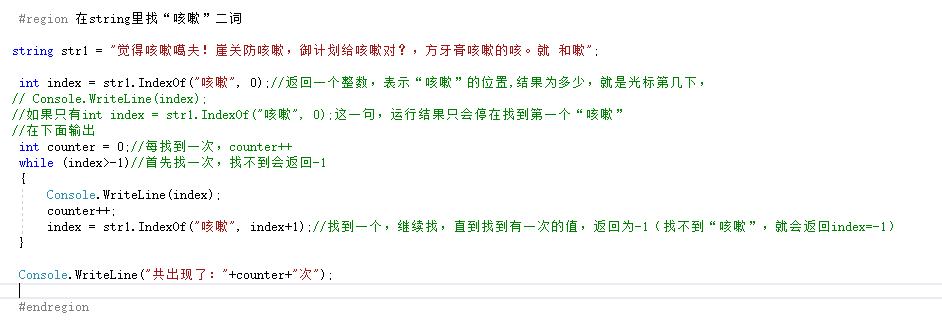 #region 在string里找“咳嗽”二词
string str1 = "觉得咳嗽噶夫！崖关防咳嗽，御计划给咳嗽对？，方牙膏咳嗽的咳。就 和嗽";
int index = str1.IndexOf("咳嗽", 0);//返回一个整数，表示“咳嗽”的位置,结果为多少，就是光标第几下，
// Console.WriteLine(index);
//如果只有int index = str1.IndexOf("咳嗽", 0);这一句，运行结果只会停在找到第一个“咳嗽”
//在下面输出
int counter = 0;//每找到一次，counter++
while (index>-1)//首先找一次，找不到会返回-1
{
Console.WriteLine(index);
counter++;
index = str1.IndexOf("咳嗽", index+1);//找到一个，继续找，直到找到有一次的值，返回为-1（找不到“咳嗽”，就会返回index=-1）
}
Console.WriteLine("共出现了："+counter+"次");
#endregion